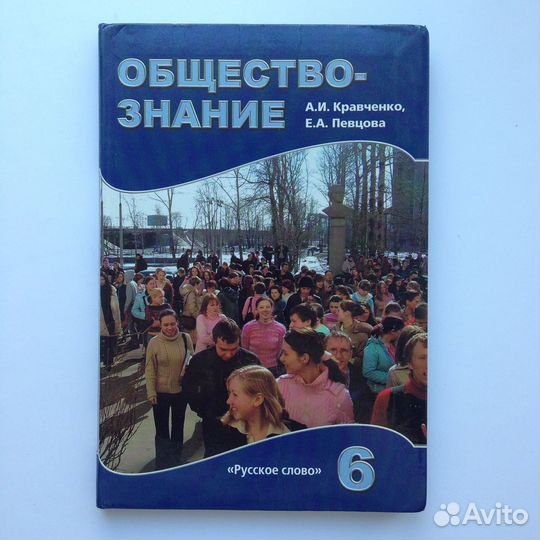 ОБЩЕСТВО-
ЗНАНИЕ
А.И. Кравченко,
Е.А. Певцова
«Русское слово»
6
Avito